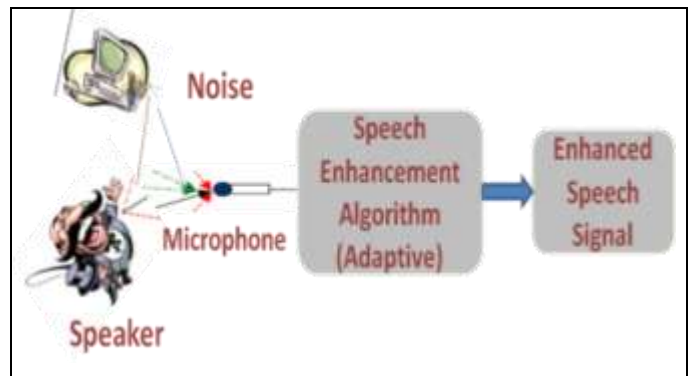 Noise
Speech
Enhancement
Algorithm
(Adaptive)
Enhanced
Speech
Signal
Microphone
Speaker